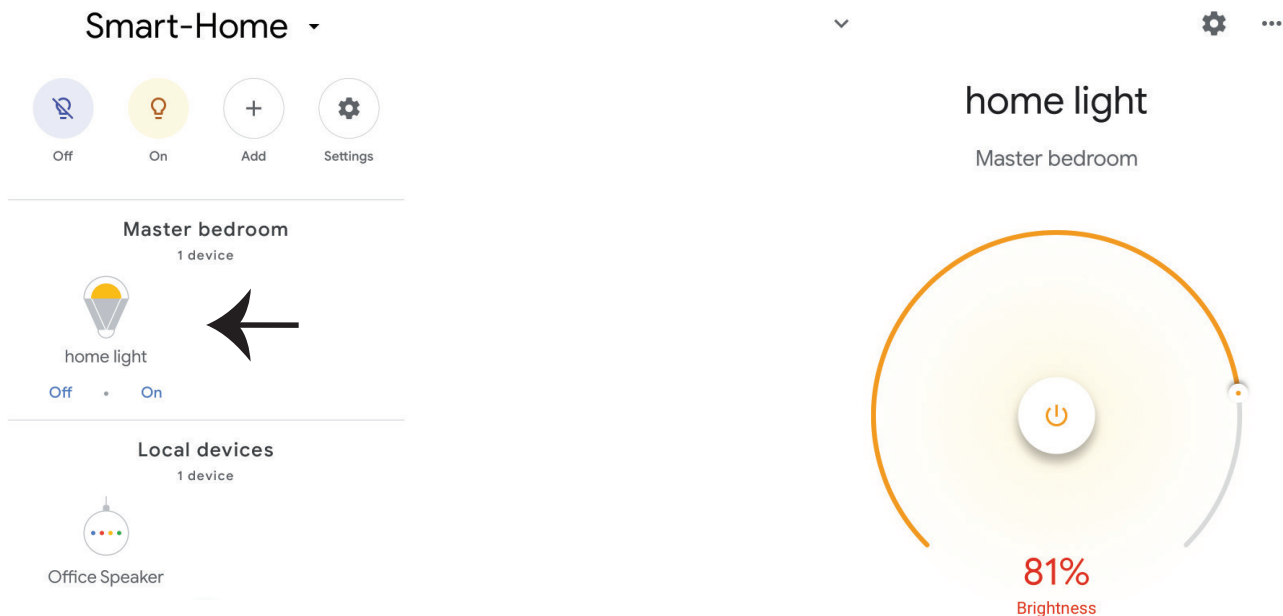 Smart-Home
Off
On
Add
Settings
Master bedroom
1 device
home light
Off • On
Local devices
1 device
Office Speaker
home light
Master bedroom
81%
Brightness